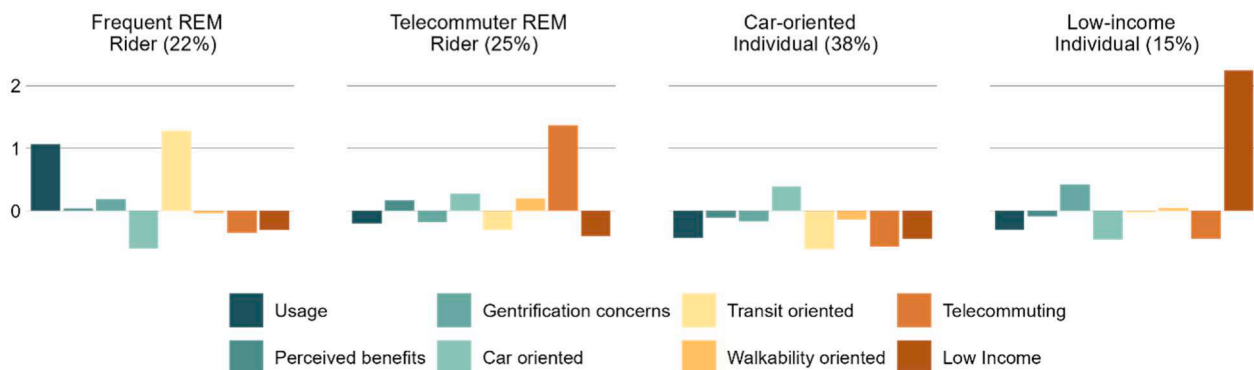 Frequent REM
Rider (22%)
Telecommuter REM
Rider (25%)
Car-oriented
Individual (38%)
Low-income
Individual (15%)
2
1
0
Usage
Gentrification concerns
Transit oriented
Telecommuting
Perceived benefits
Car oriented
Walkability oriented
Low Income